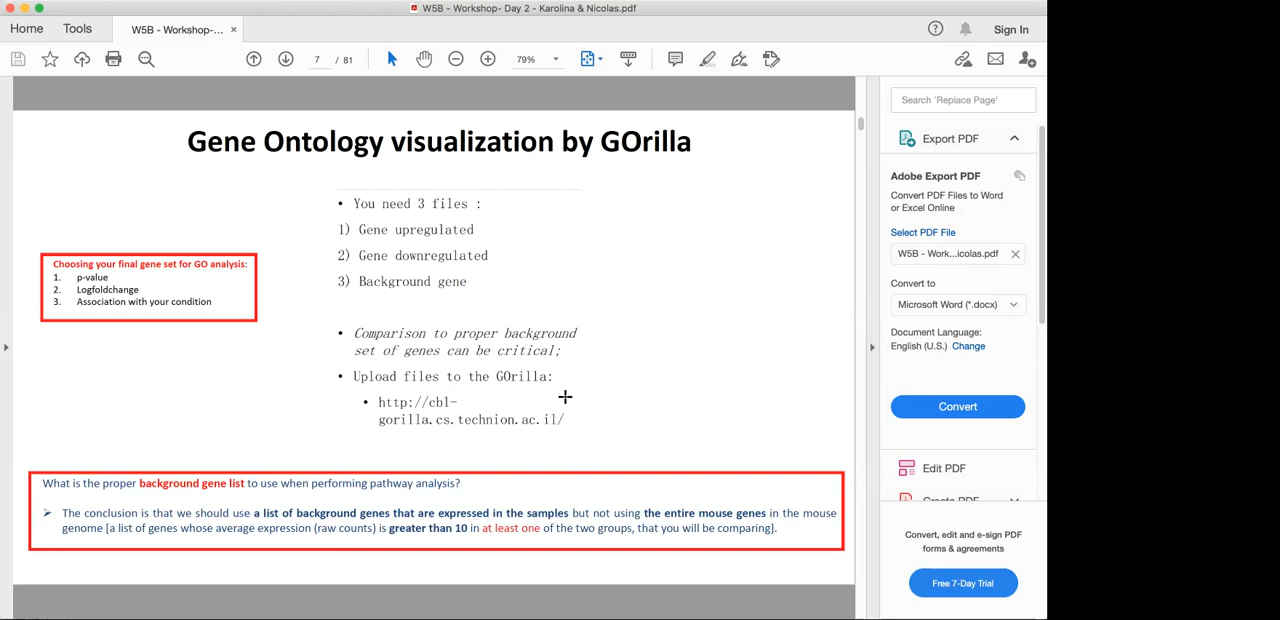 W5B - Workshop- Day 2 - Karolina & Nicolas.pdf
Home Tools W5B - Workshop-... × Sign In
7 / 81 79%
Gene Ontology visualization by GOrilla
• You need 3 files :
1) Gene upregulated
2) Gene downregulated
3) Background gene
Choosing your final gene set for GO analysis:
1. p-value
2. Logfoldchange
3. Association with your condition
• Comparison to proper background
set of genes can be critical;
• Upload files to the GOrilla:
• http://cbl-
gorilla.cs.technion.ac.il/
What is the proper background gene list to use when performing pathway analysis?
➤ The conclusion is that we should use a list of background genes that are expressed in the samples but not using the entire mouse genes in the mouse
genome [a list of genes whose average expression (raw counts) is greater than 10 in at least one of the two groups, that you will be comparing].
Search 'Replace Page'
Export PDF
Adobe Export PDF
Convert PDF Files to Word
or Excel Online
Select PDF File
W5B - Work...icolas.pdf
Convert to
Microsoft Word (*.docx)
Document Language:
English (U.S.) Change
Convert
Edit PDF
Create PDF
Convert, edit and e-sign PDF
forms & agreements
Free 7-Day Trial